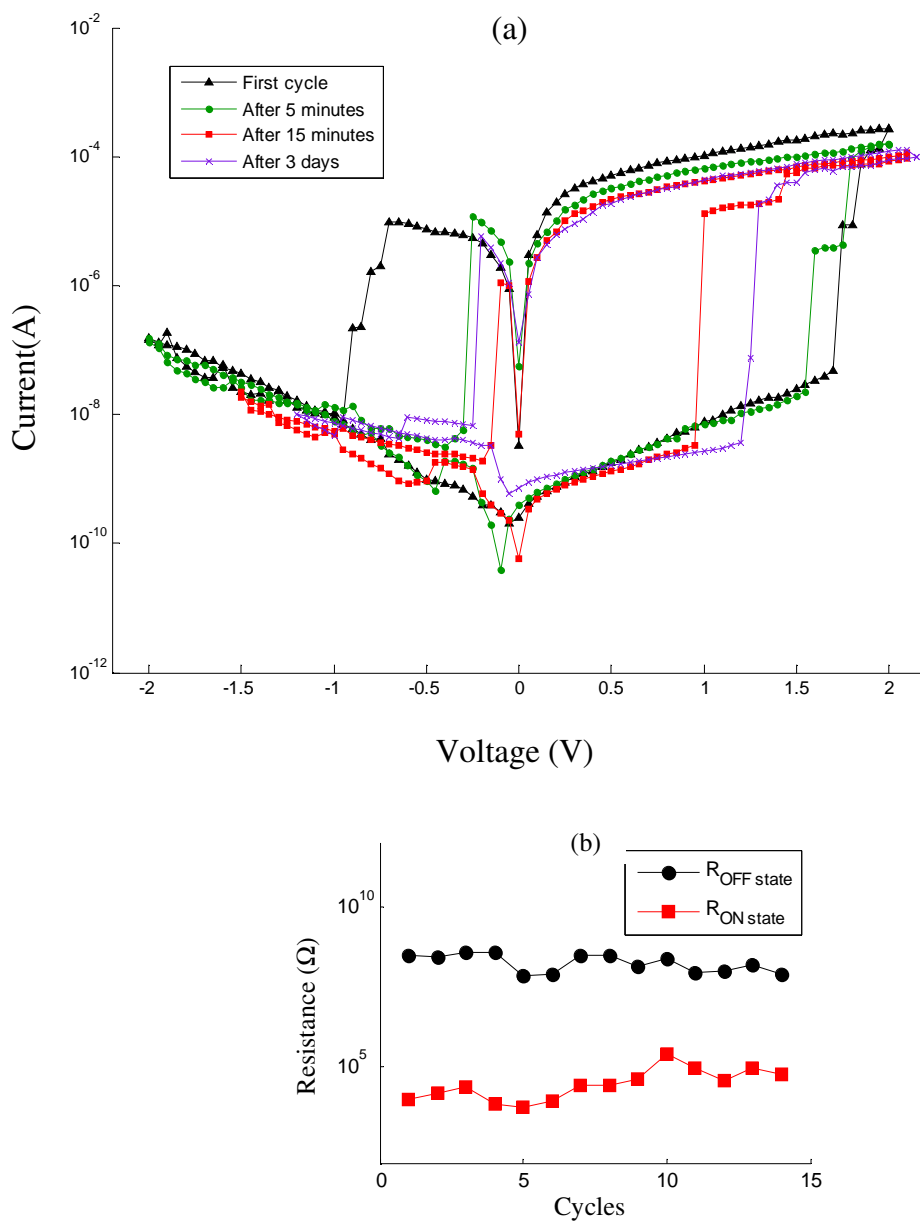 (a)
First cycle
After 5 minutes
After 15 minutes
After 3 days
10^-2
10^-4
10^-6
10^-8
10^-10
10^-12
Current(A)
-2 -1.5 -1 -0.5 0 0.5 1 1.5 2
Voltage (V)
(b)
R_OFF state
R_ON state
10^10
10^5
Resistance (Ω)
0 5 10 15
Cycles